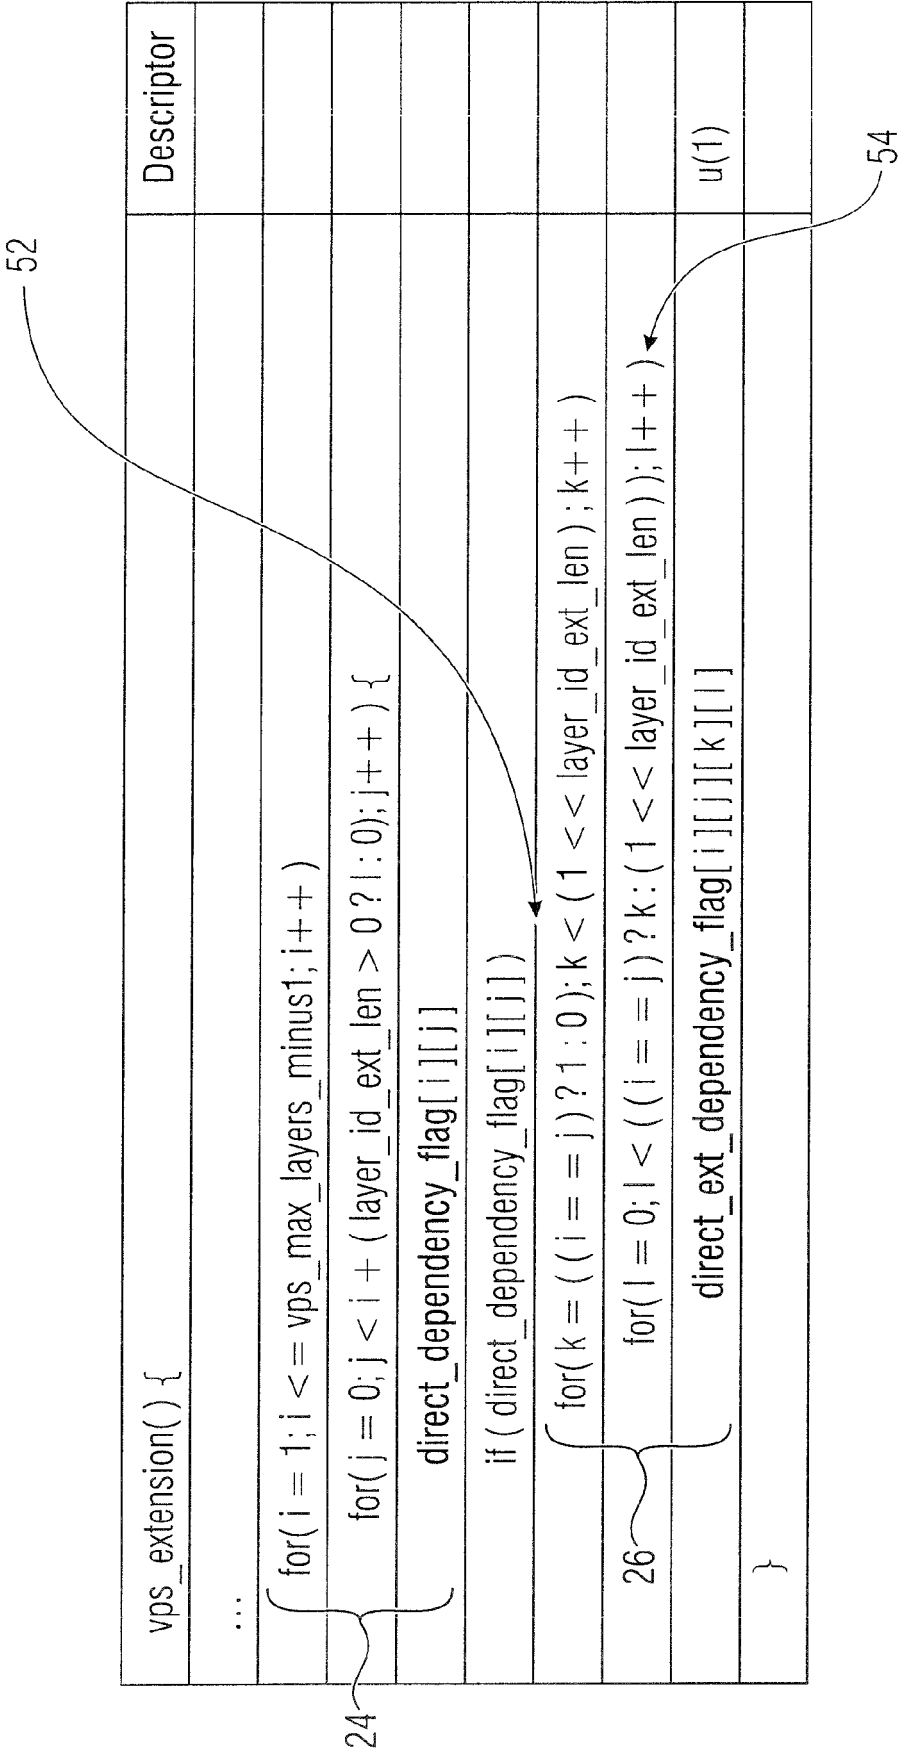 52
vps_extension( ) {
Descriptor
...
for( i = 1; i <= vps_max_layers_minus1; i++ )
for( j = 0; j < i + ( layer_id_ext_len > 0 ? 1 : 0); j++ ) {
24
direct_dependency_flag[ i ][ j ]
if ( direct_dependency_flag[ i ][ j ] )
for( k = ( ( i == j ) ? 1 : 0); k < (1 << layer_id_ext_len ) ; k++ )
26
for( l = 0; l < ( ( i == j ) ? k : (1 << layer_id_ext_len ) ); l++ )
direct_ext_dependency_flag[ i ][ j ][ k ][ l ]
u(1)
}
54